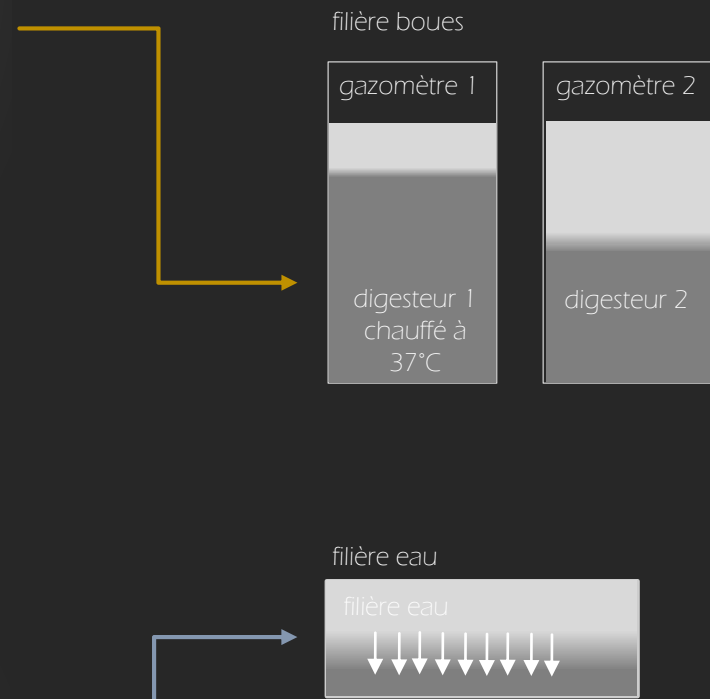 filière boues
gazomètre 1
gazomètre 2
digesteur 1
chauffé à
37°C
digesteur 2
filière eau
filière eau